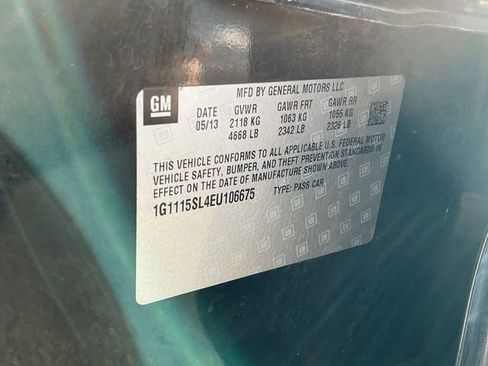 GM
MFD BY GENERAL MOTORS LLC
DATE GVWR GAWR FRT GAWR RR
05/13 2118 KG 1063 KG 1055 KG
4668 LB 2342 LB 2326 LB
THIS VEHICLE CONFORMS TO ALL APPLICABLE U.S. FEDERAL MOTOR
VEHICLE SAFETY, BUMPER, AND THEFT PREVENTION STANDARDS IN
EFFECT ON THE DATE OF MANUFACTURE SHOWN ABOVE.
1G1115SL4EU106675 TYPE: PASS CAR